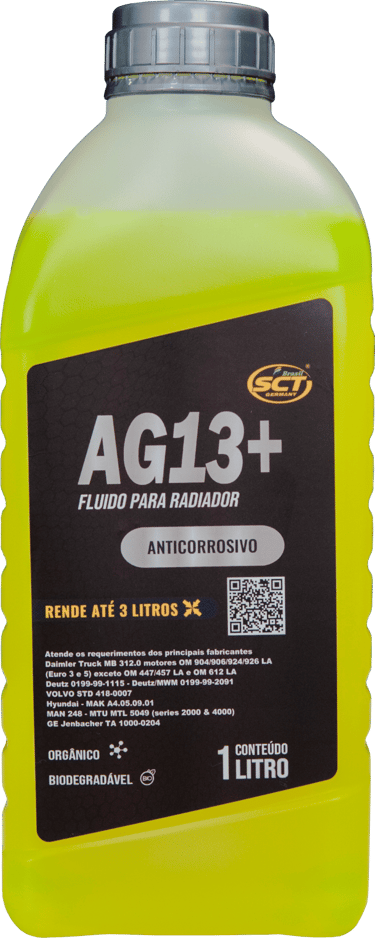 Brasil
SCT
GERMANY
AG13+
FLUIDO PARA RADIADOR
ANTICORROSIVO
RENDE ATÉ 3 LITROS
Atende os requerimentos dos principais fabricantes
Daimler Truck MB 312.0 motores OM 904/906/924/926 LA
(Euro 3 e 5) exceto OM 447/457 LA e OM 612 LA
Deutz 0199-99-1115 - Deutz/MWM 0199-99-2091
VOLVO STD 418-0007
Hyundai - MAK A4.05.09.01
MAN 248 - MTU MTL 5049 (series 2000 & 4000)
GE Jenbacher TA 1000-0204
ORGÂNICO
BIODEGRADÁVEL BIO
1 CONTEÚDO
LITRO